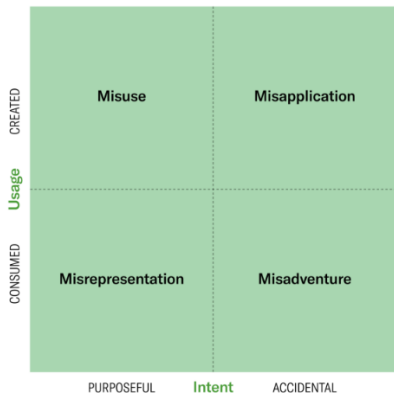 Misuse
Misapplication
CREATED
Usage
CONSUMED
Misrepresentation
Misadventure
PURPOSEFUL
Intent
ACCIDENTAL